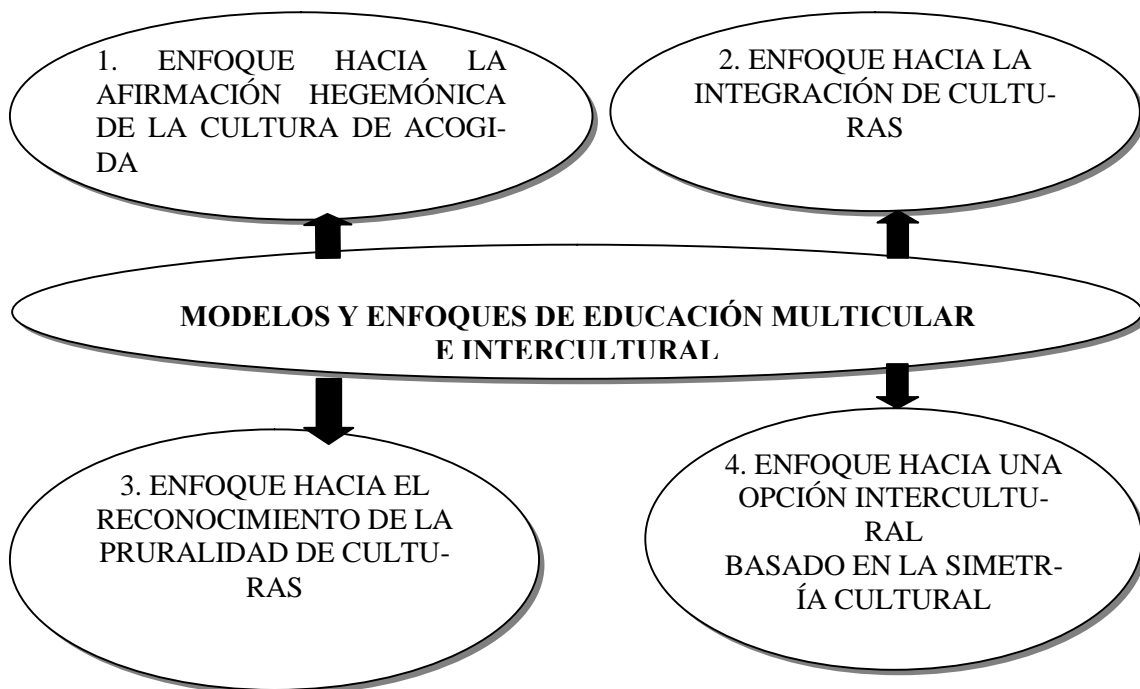 1. ENFOQUE HACIA LA
AFIRMACIÓN HEGEMÓNICA
DE LA CULTURA DE ACOGI-
DA
2. ENFOQUE HACIA LA
INTEGRACIÓN DE CULTU-
RAS
MODELOS Y ENFOQUES DE EDUCACIÓN MULTICULAR
E INTERCULTURAL
3. ENFOQUE HACIA EL
RECONOCIMIENTO DE LA
PRURALIDAD DE CULTU-
RAS
4. ENFOQUE HACIA UNA
OPCIÓN INTERCULTU-
RAL
BASADO EN LA SIMETR-
ÍA CULTURAL